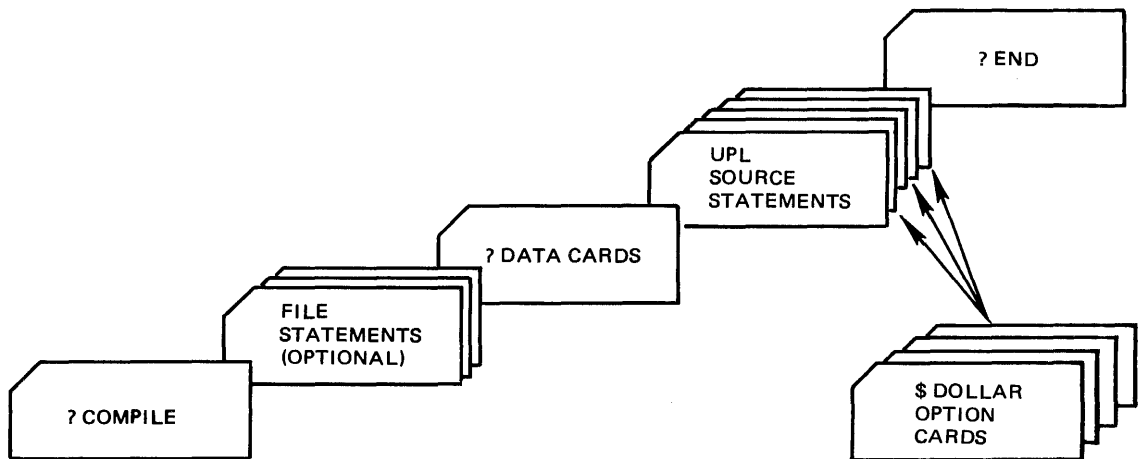 ? END
UPL
SOURCE
STATEMENTS
? DATA CARDS
FILE
STATEMENTS
(OPTIONAL)
? COMPILE
$ DOLLAR
OPTION
CARDS